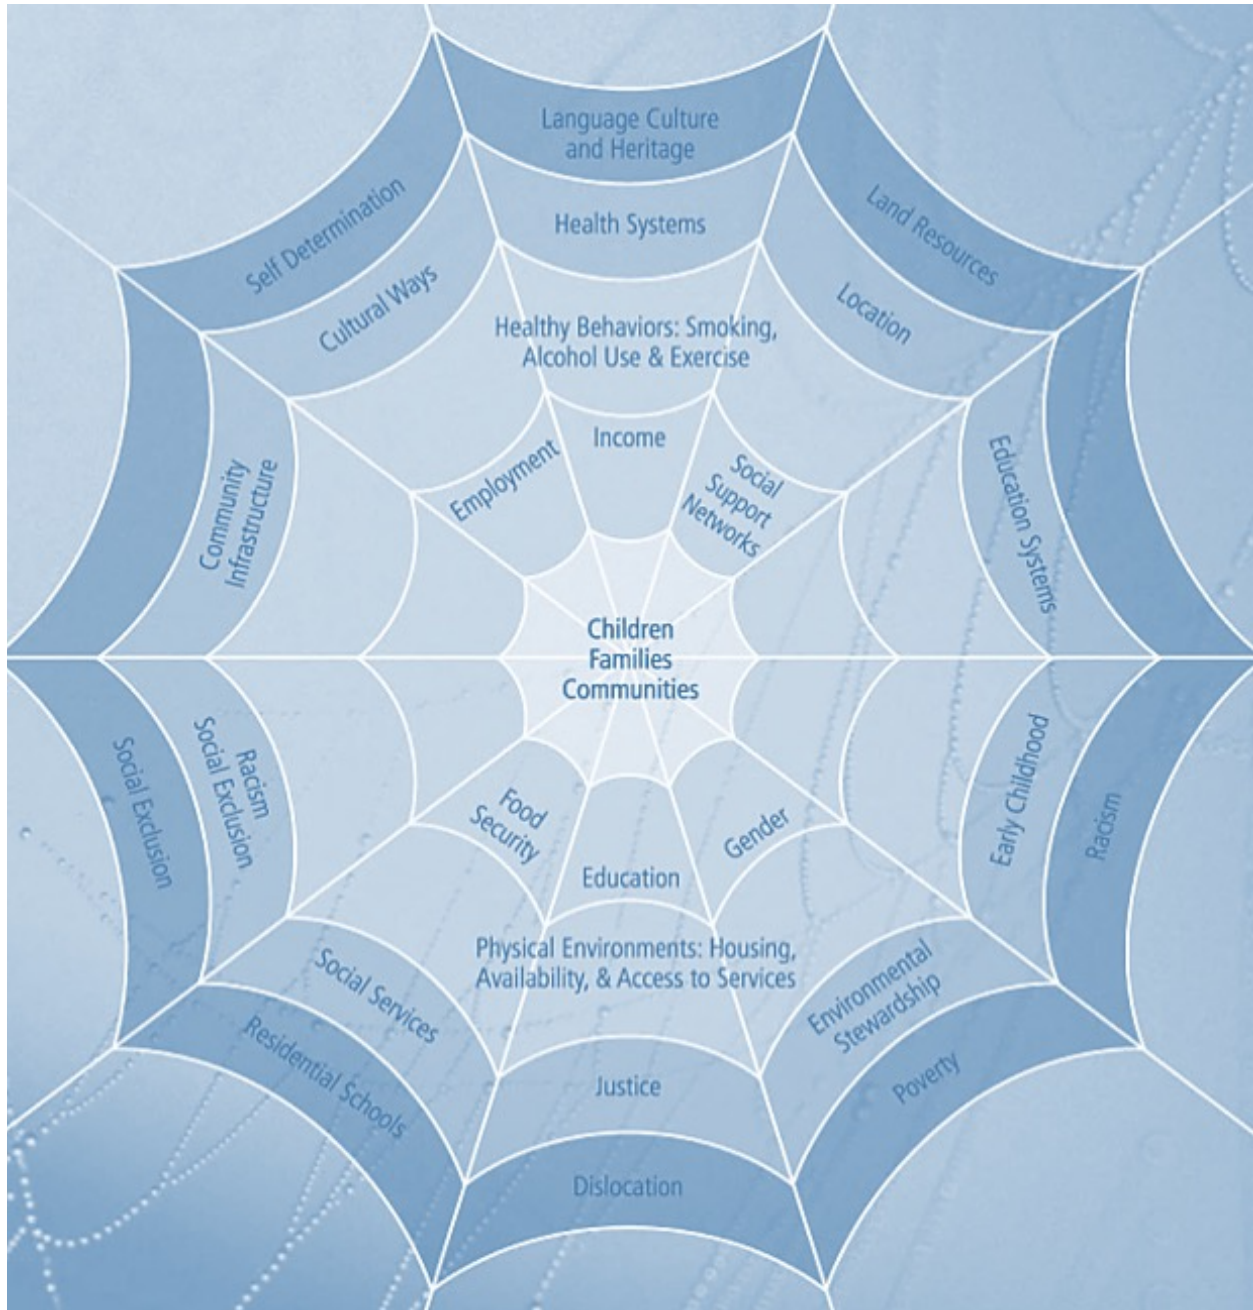 Language Culture
and Heritage
Self Determination
Land Resources
Health Systems
Cultural Ways
Location
Healthy Behaviors: Smoking,
Alcohol Use & Exercise
Income
Employment
Social
Support
Networks
Community
Infrastructure
Education Systems
Children
Families
Communities
Social Exclusion
Racism
Social Exclusion
Early Childhood
Racism
Food
Security
Gender
Education
Physical Environments: Housing,
Availability, & Access to Services
Social Services
Environmental
Stewardship
Residential Schools
Justice
Poverty
Dislocation